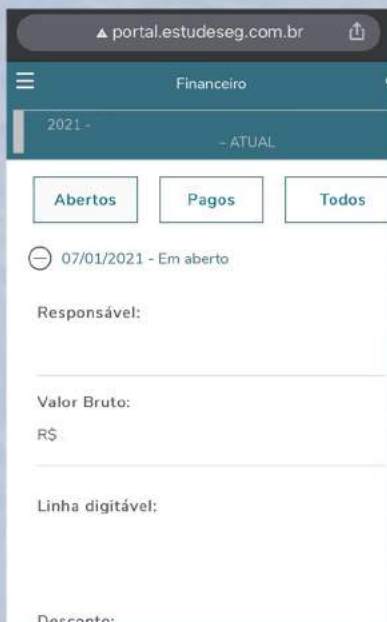 portal.estudeseg.com.br
Financeiro
2021 -
- ATUAL
Abertos
Pagos
Todos
07/01/2021 - Em aberto
Responsável:
Valor Bruto:
R$
Linha digitável:
Desconto: